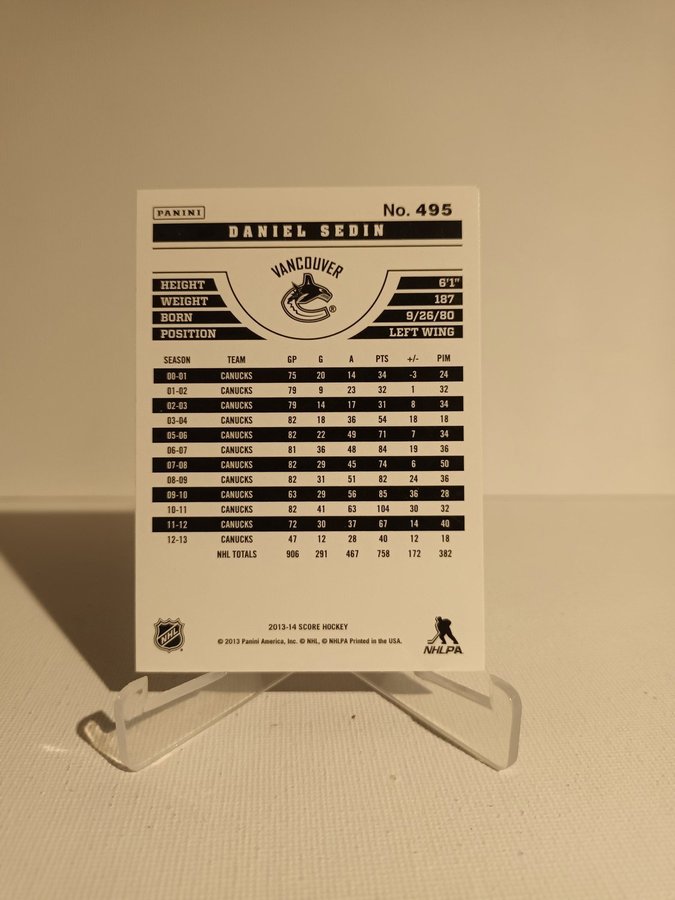 PANINI
No. 495
DANIEL SEDIN
VANCOUVER
®
HEIGHT 6'1"
WEIGHT 187
BORN 9/26/80
POSITION LEFT WING
SEASON TEAM GP G A PTS +/- PIM
00-01 CANUCKS 75 20 14 34 -3 24
01-02 CANUCKS 79 9 23 32 1 32
02-03 CANUCKS 79 14 17 31 8 34
03-04 CANUCKS 82 18 36 54 18 18
05-06 CANUCKS 82 22 49 71 7 34
06-07 CANUCKS 81 36 48 84 19 36
07-08 CANUCKS 82 29 45 74 6 50
08-09 CANUCKS 82 31 51 82 24 36
09-10 CANUCKS 63 29 56 85 36 28
10-11 CANUCKS 82 41 63 104 30 32
11-12 CANUCKS 72 30 37 67 14 40
12-13 CANUCKS 47 12 28 40 12 18
NHL TOTALS 906 291 467 758 172 382
NHL
2013-14 SCORE HOCKEY
© 2013 Panini America, Inc. © NHL, © NHLPA Printed in the USA.
NHLPA